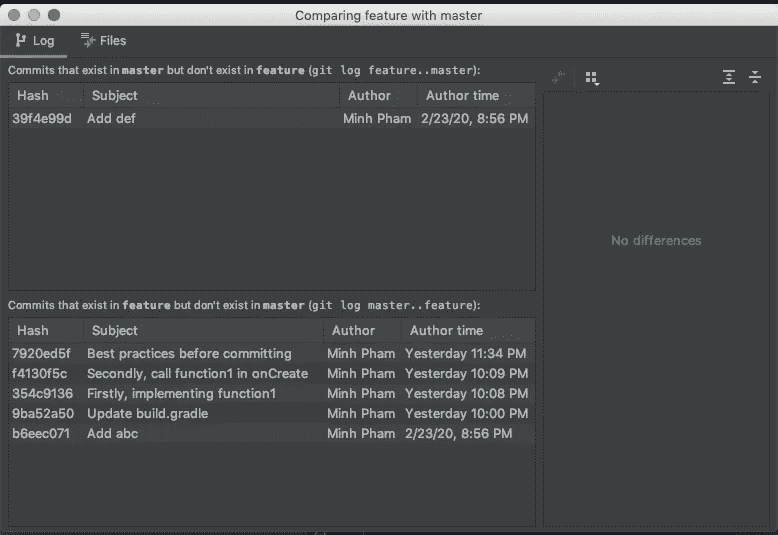 Comparing feature with master
Log Files
Commits that exist in master but don't exist in feature (git log feature..master):
Hash Subject Author Author time
39f4e99d Add def Minh Pham 2/23/20, 8:56 PM
No differences
Commits that exist in feature but don't exist in master (git log master..feature):
Hash Subject Author Author time
7920ed5f Best practices before committing Minh Pham Yesterday 11:34 PM
f4130f5c Secondly, call function1 in onCreate Minh Pham Yesterday 10:09 PM
354c9136 Firstly, implementing function1 Minh Pham Yesterday 10:08 PM
9ba52a50 Update build.gradle Minh Pham Yesterday 10:00 PM
b6eec071 Add abc Minh Pham 2/23/20, 8:56 PM